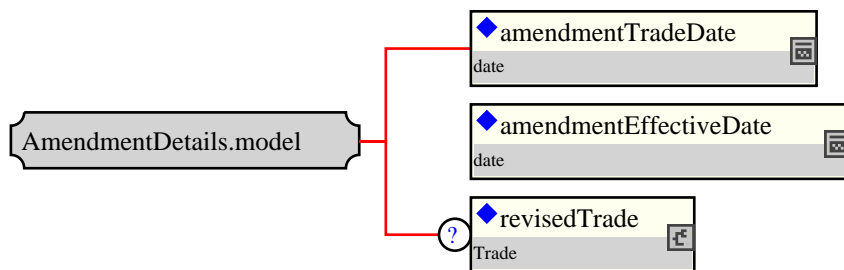 amendmentTradeDate
date
AmendmentDetails.model
amendmentEffectiveDate
date
?
revisedTrade
Trade